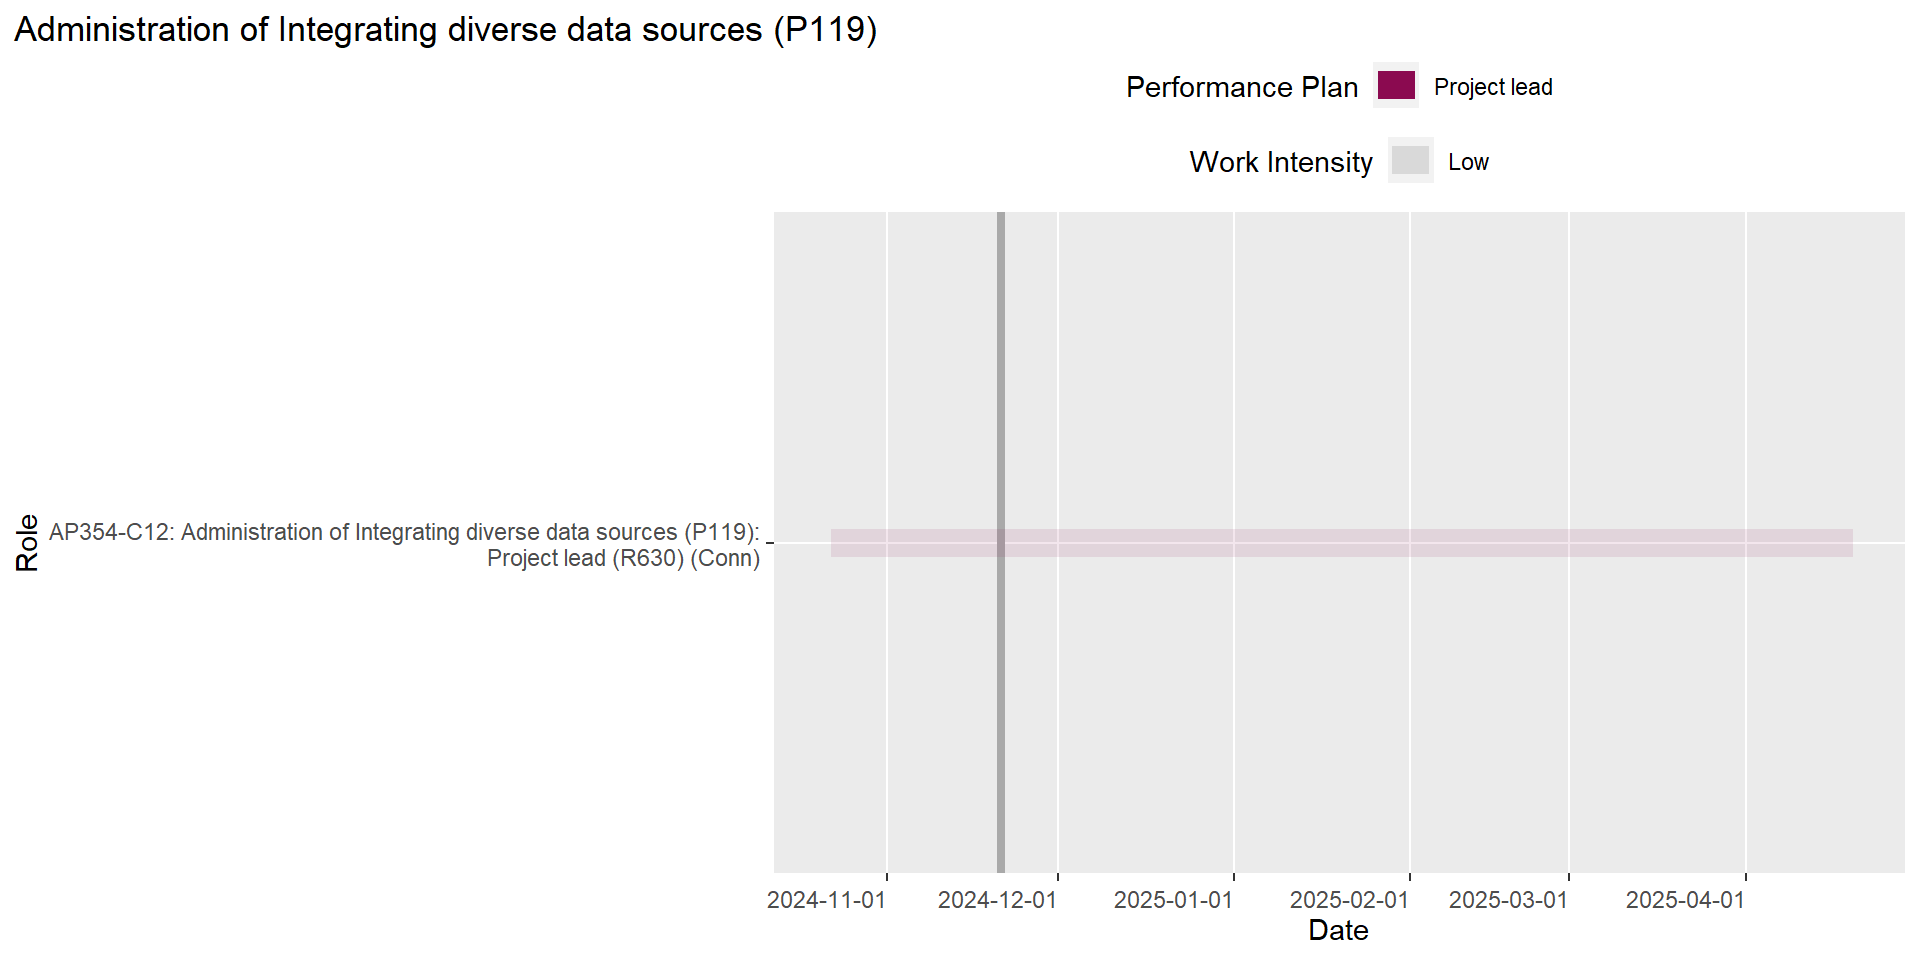 Administration of Integrating diverse data sources (P119)
Performance Plan
Project lead
Work Intensity
Low
Role
AP354-C12: Administration of Integrating diverse data sources (P119):
Project lead (R630) (Conn)
2024-11-01
2024-12-01
2025-01-01
2025-02-01
2025-03-01
2025-04-01
Date